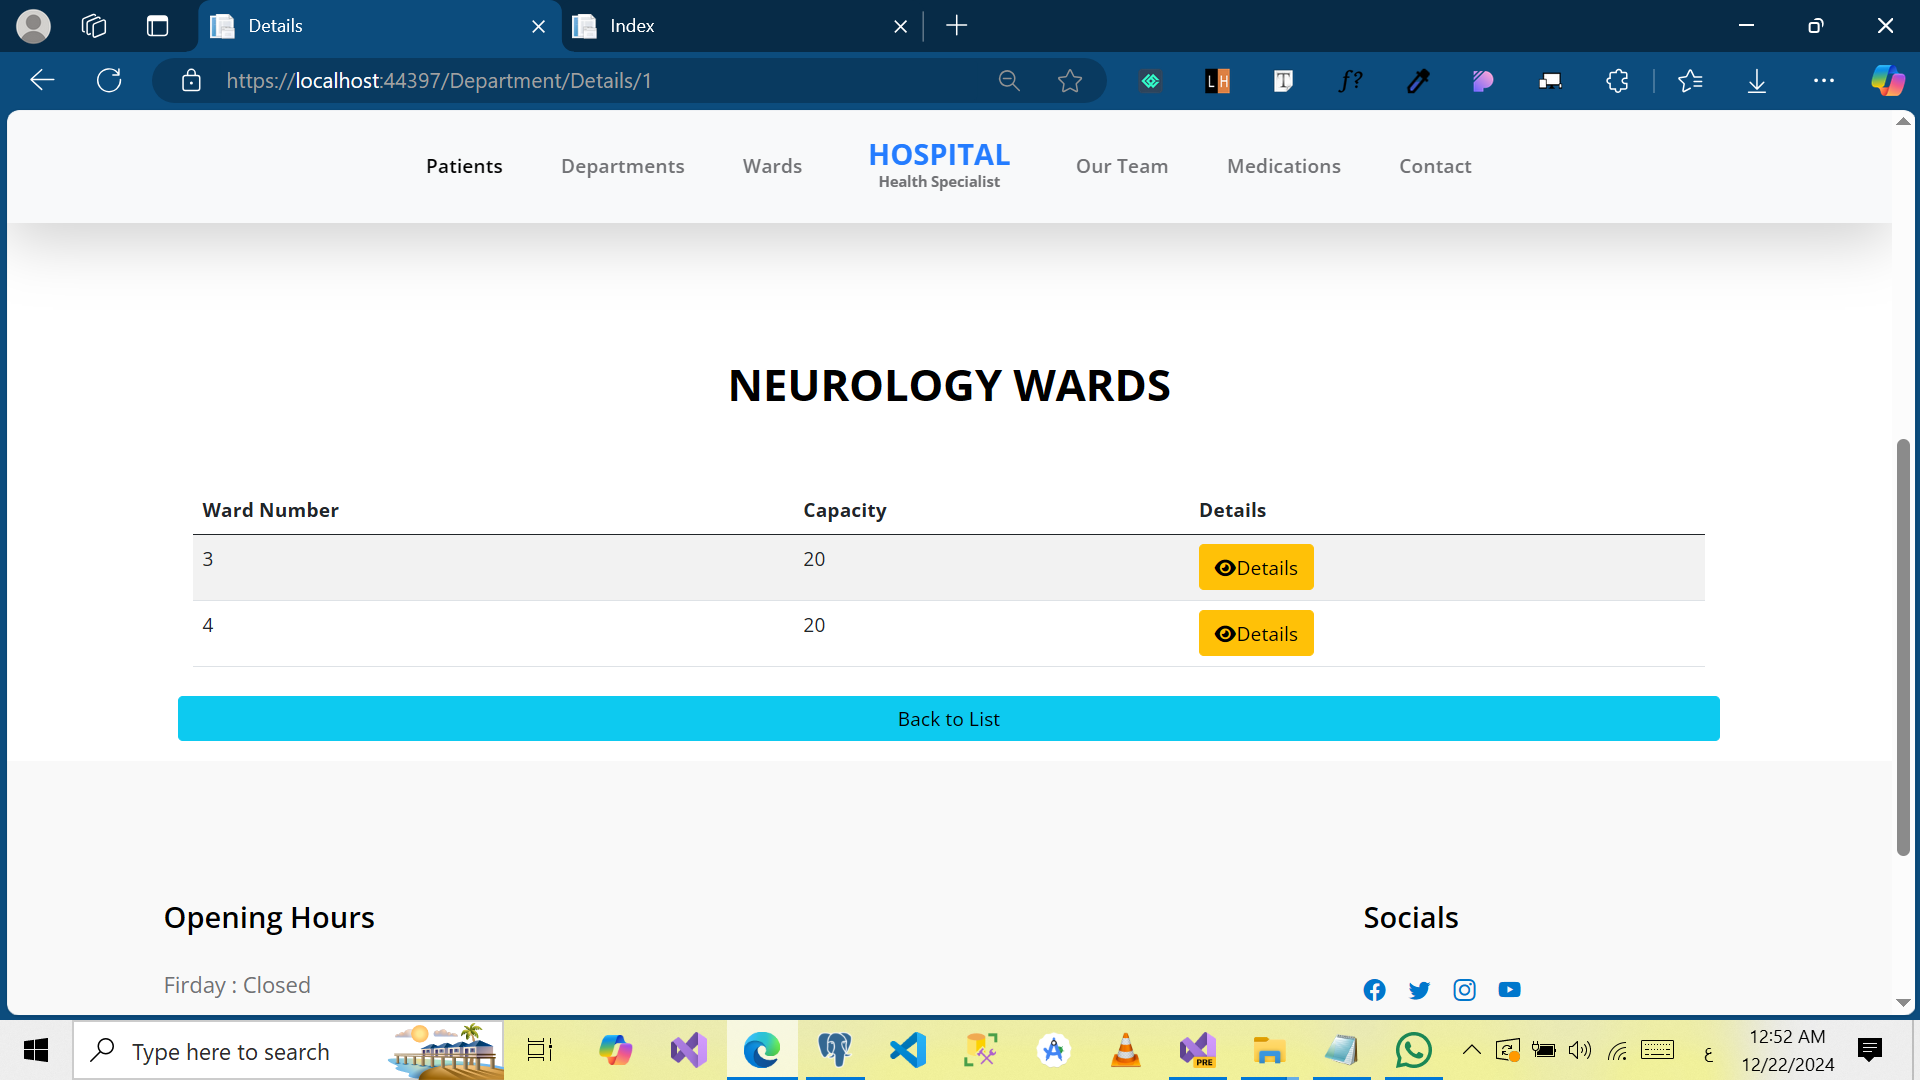 Details
Index
https://localhost:44397/Department/Details/1
LH
T
f?
Patients
Departments
Wards
HOSPITAL
Health Specialist
Our Team
Medications
Contact
NEUROLOGY WARDS
Ward Number Capacity Details
3 20 Details
4 20 Details
Back to List
Opening Hours
Socials
Firday : Closed
Type here to search
PRE
ع
12:52 AM
12/22/2024